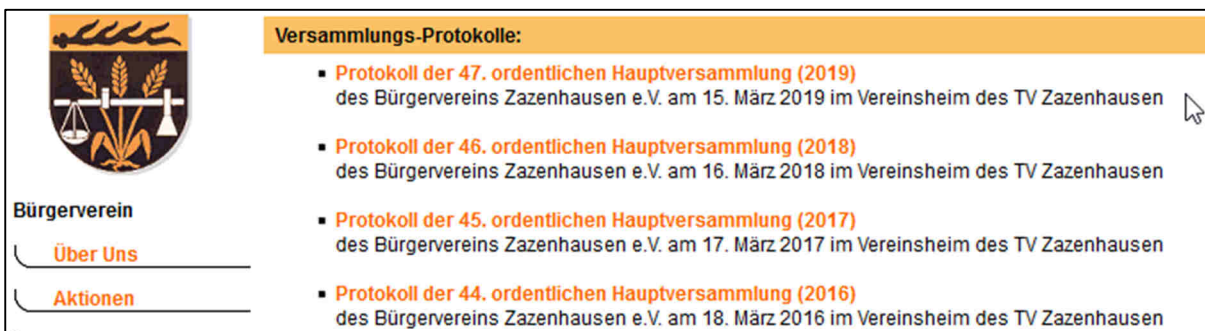 Versammlungs-Protokolle:
Protokoll der 47. ordentlichen Hauptversammlung (2019)
des Bürgervereins Zazenhausen e.V. am 15. März 2019 im Vereinsheim des TV Zazenhausen
Protokoll der 46. ordentlichen Hauptversammlung (2018)
des Bürgervereins Zazenhausen e.V. am 16. März 2018 im Vereinsheim des TV Zazenhausen
Protokoll der 45. ordentlichen Hauptversammlung (2017)
des Bürgervereins Zazenhausen e.V. am 17. März 2017 im Vereinsheim des TV Zazenhausen
Protokoll der 44. ordentlichen Hauptversammlung (2016)
des Bürgervereins Zazenhausen e.V. am 18. März 2016 im Vereinsheim des TV Zazenhausen
Bürgerverein
Über Uns
Aktionen